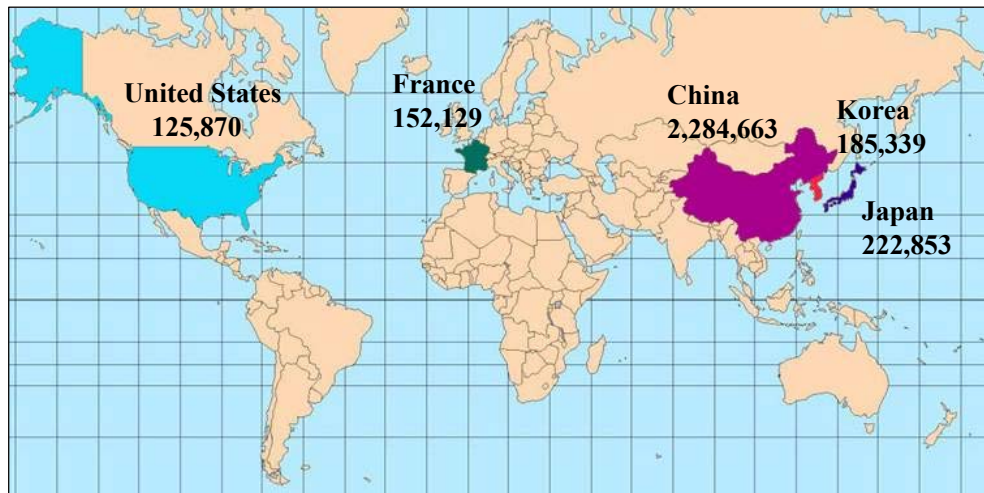 United States
125,870
France
152,129
China
2,284,663
Korea
185,339
Japan
222,853